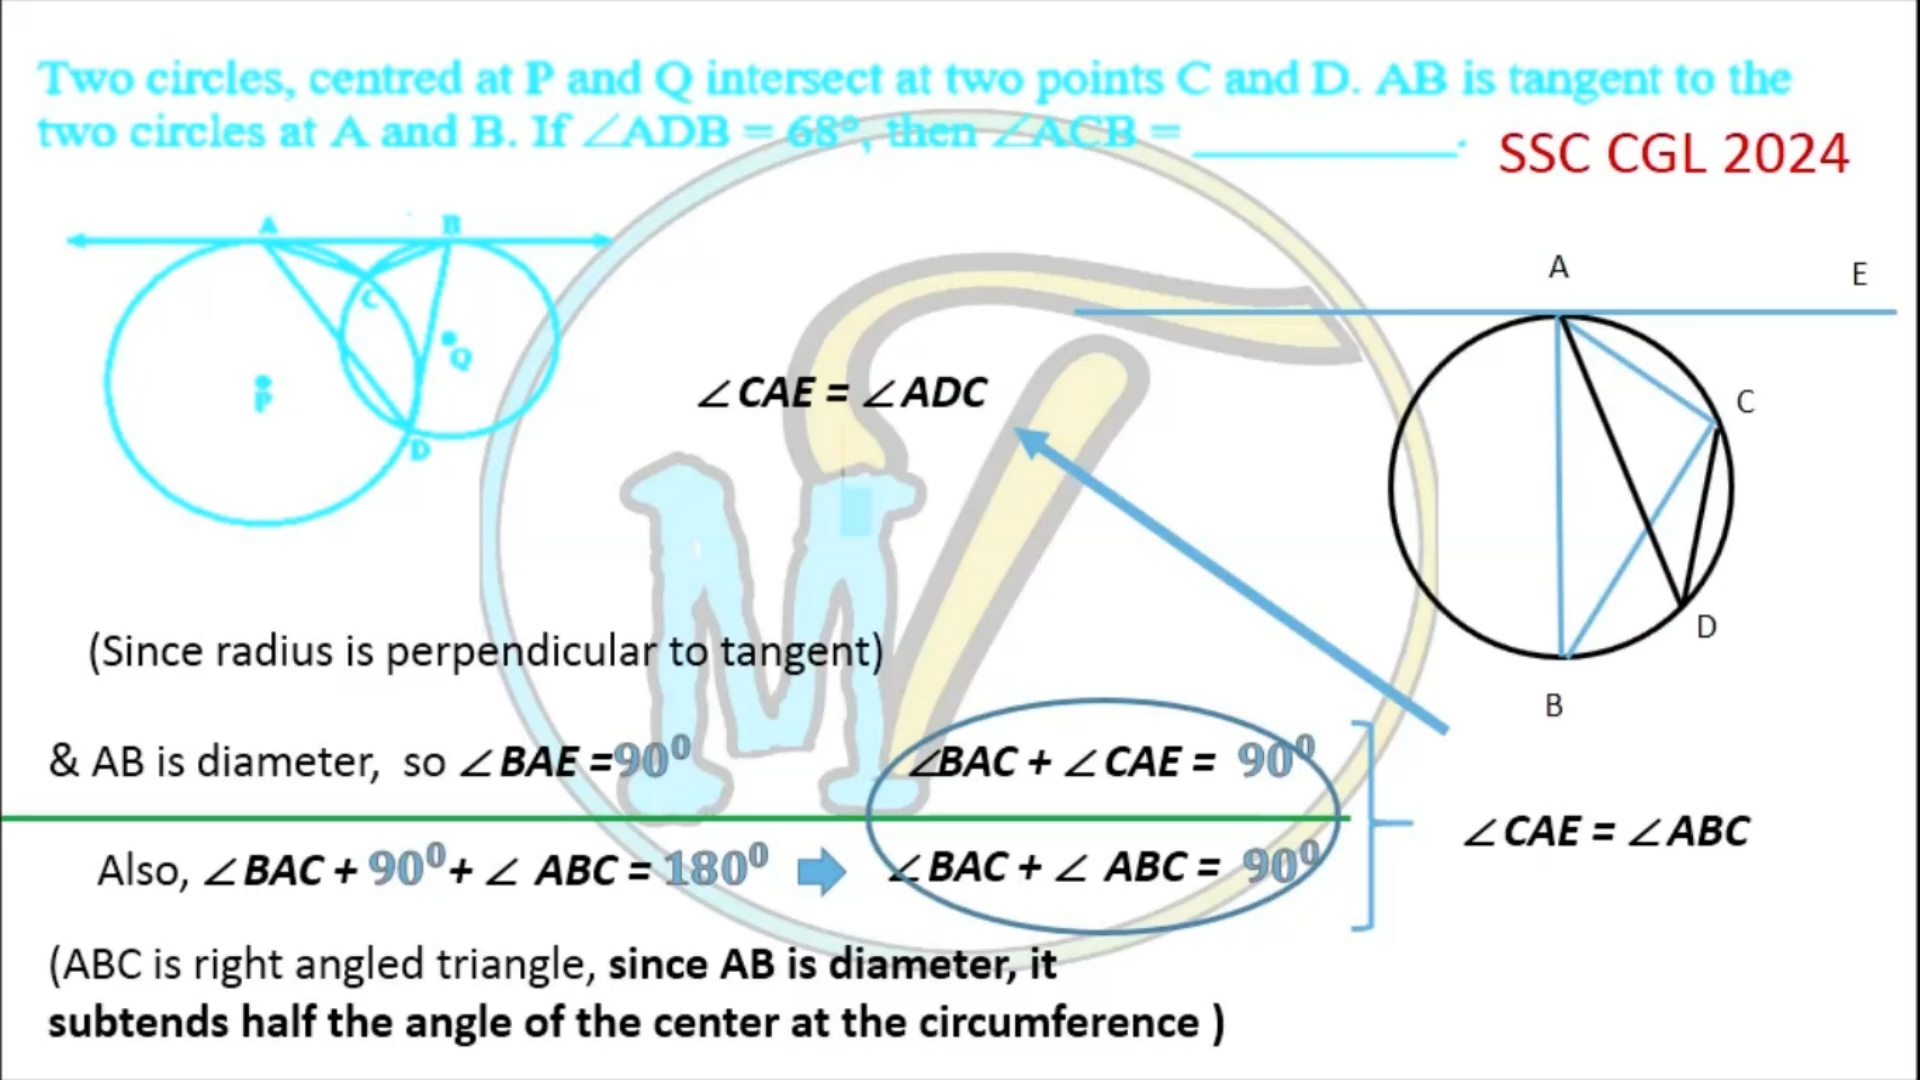 Two circles, centred at P and Q intersect at two points C and D. AB is tangent to the
two circles at A and B. If ∠ADB = 68°, then ∠ACB = ____________.
SSC CGL 2024
A
B
C
Q
P
D
A
E
C
D
B
∠CAE = ∠ADC
(Since radius is perpendicular to tangent)
& AB is diameter, so ∠BAE =90⁰
∠BAC + ∠CAE = 90⁰
Also, ∠BAC + 90⁰+ ∠ ABC = 180⁰
∠BAC + ∠ ABC = 90⁰
∠CAE = ∠ABC
(ABC is right angled triangle, since AB is diameter, it
subtends half the angle of the center at the circumference )